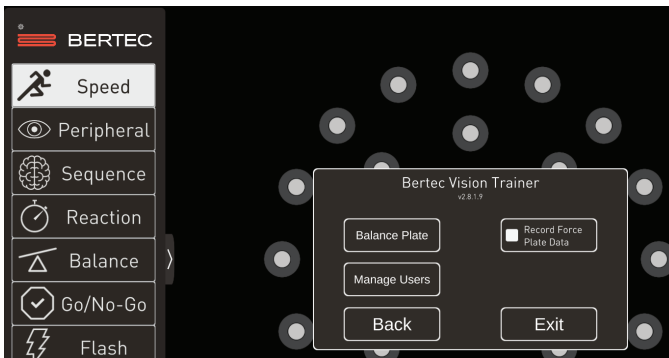 BERTEC
Speed
Peripheral
Sequence
Reaction
Balance
Go/No-Go
Flash
Bertec Vision Trainer
v2.8.1.9
Balance Plate
Record Force
Plate Data
Manage Users
Back
Exit